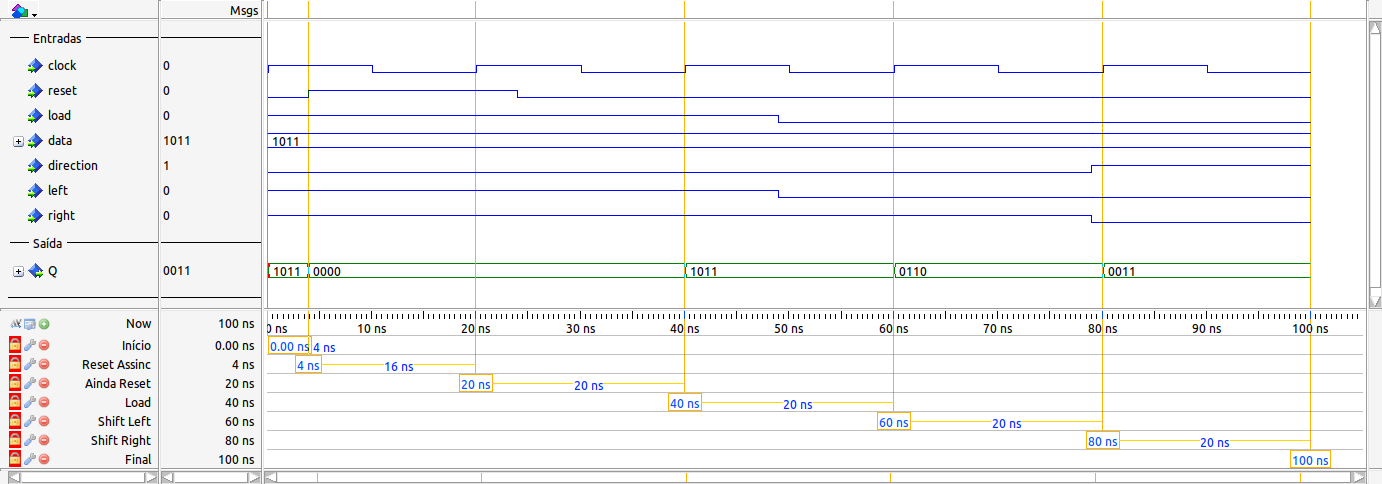 Msgs
Entradas
clock 0
reset 0
load 0
data 1011 1011
direction 1
left 0
right 0
Saída
Q 0011 1011 0000 1011 0110 0011
Now 100 ns 0 ns 10 ns 20 ns 30 ns 40 ns 50 ns 60 ns 70 ns 80 ns 90 ns 100 ns
Início 0.00 ns 0.00 ns 4 ns
Reset Assinc 4 ns 4 ns 16 ns
Ainda Reset 20 ns 20 ns 20 ns
Load 40 ns 40 ns 20 ns
Shift Left 60 ns 60 ns 20 ns
Shift Right 80 ns 80 ns 20 ns
Final 100 ns 100 ns